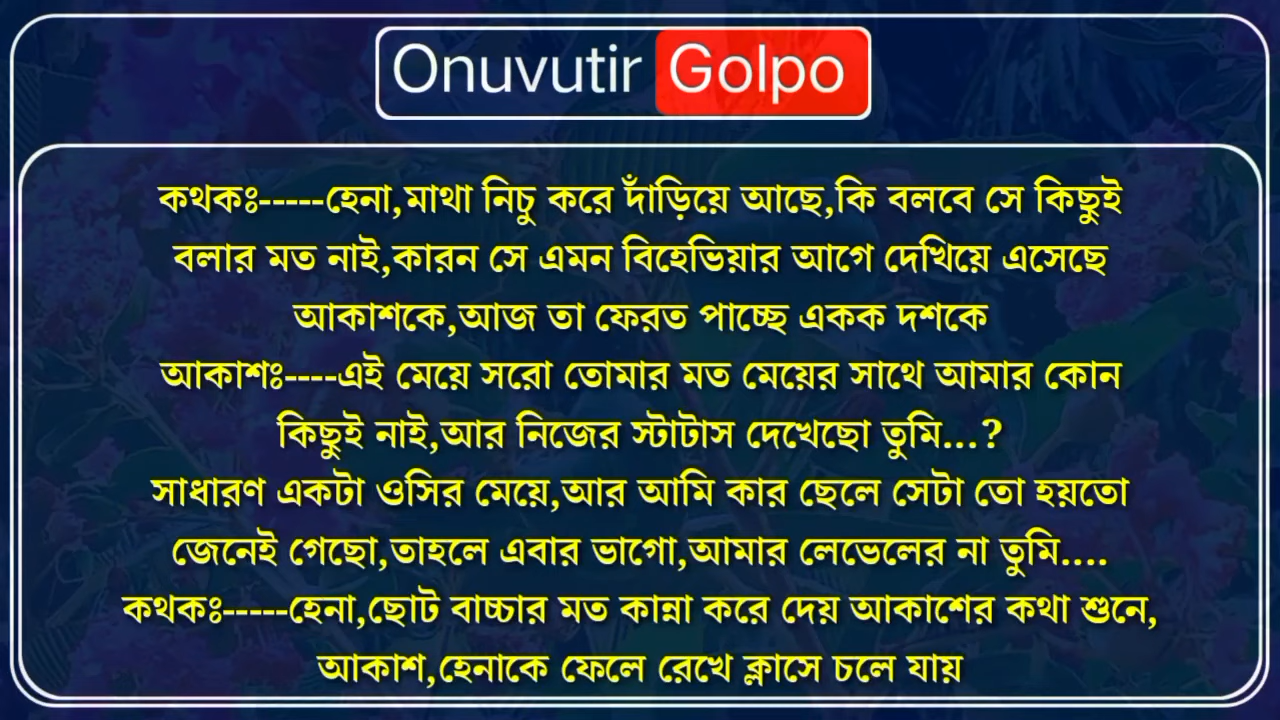 Onuvutir Golpo
কথকঃ-----হেনা,মাথা নিচু করে দাঁড়িয়ে আছে,কি বলবে সে কিছুই
বলার মত নাই,কারন সে এমন বিহেভিয়ার আগে দেখিয়ে এসেছে
আকাশকে,আজ তা ফেরত পাচ্ছে একক দশকে
আকাশঃ----এই মেয়ে সরো তোমার মত মেয়ের সাথে আমার কোন
কিছুই নাই,আর নিজের স্টাটাস দেখেছো তুমি...?
সাধারণ একটা ওসির মেয়ে,আর আমি কার ছেলে সেটা তো হয়তো
জেনেই গেছো,তাহলে এবার ভাগো,আমার লেভেলের না তুমি....
কথকঃ-----হেনা,ছোট বাচ্চার মত কান্না করে দেয় আকাশের কথা শুনে,
আকাশ,হেনাকে ফেলে রেখে ক্লাসে চলে যায়